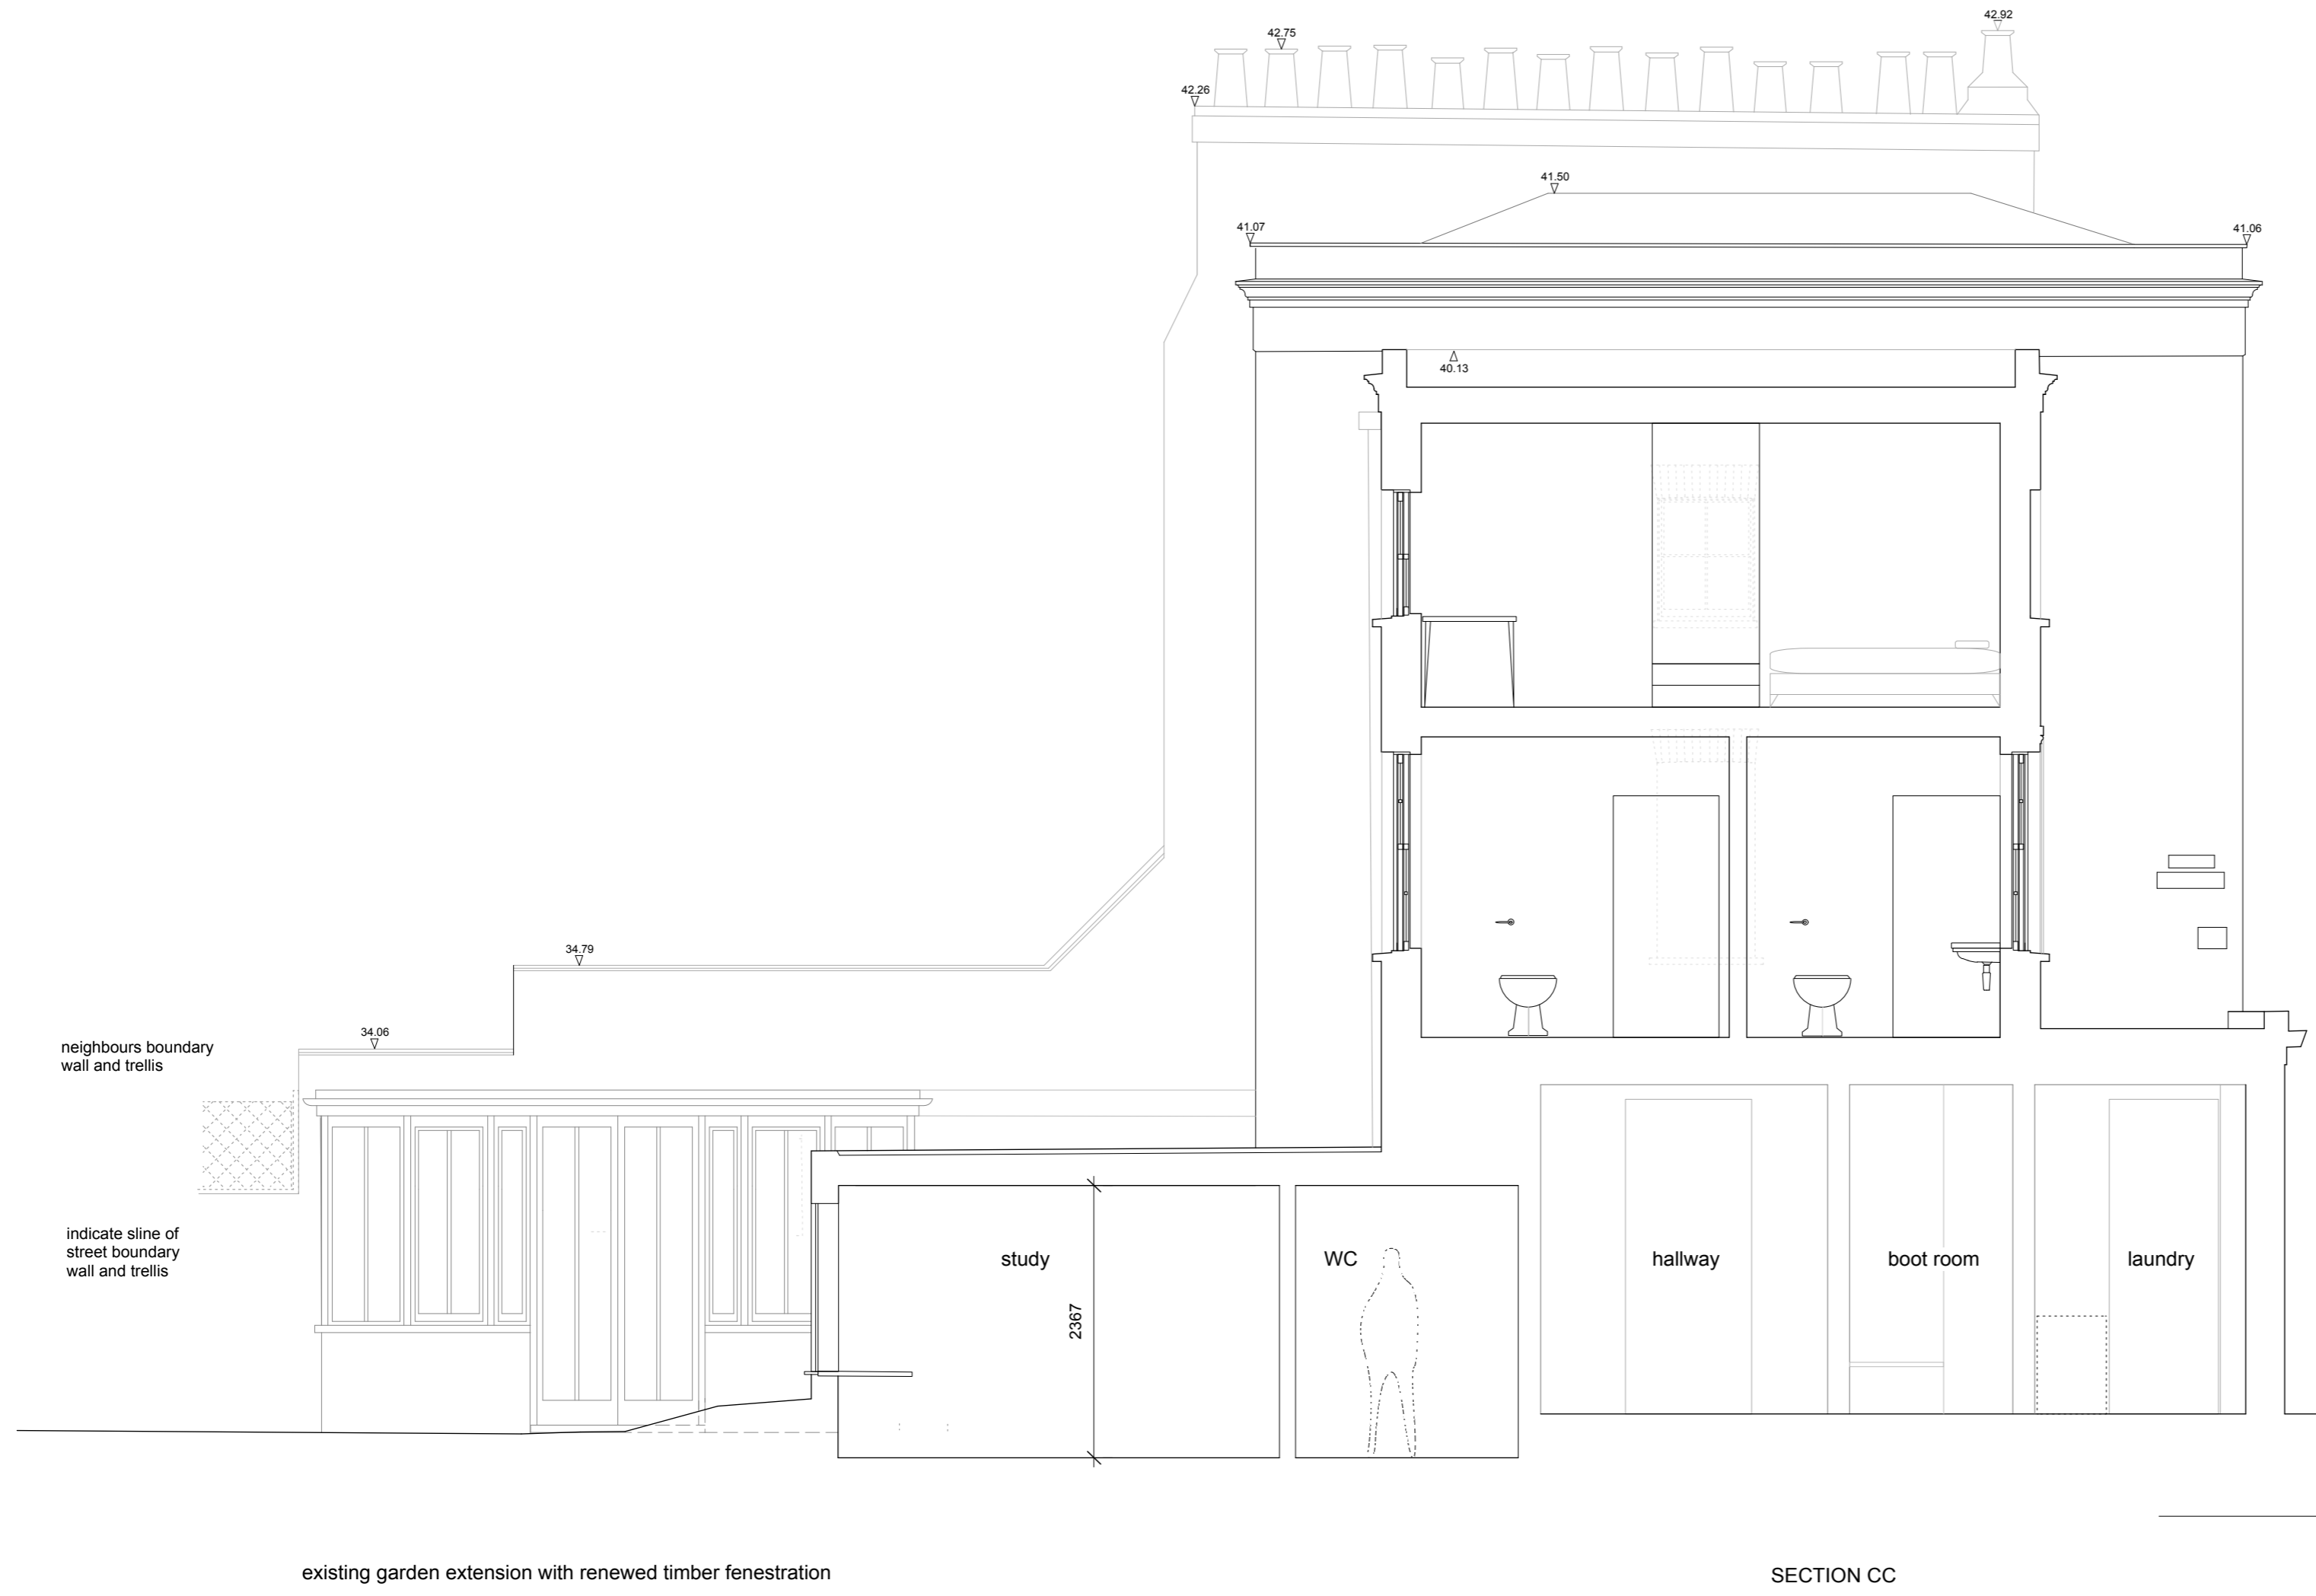 42.92
42.75
42.26
41.50
41.07
41.06
40.13
34.79
34.06
neighbours boundary
wall and trellis
indicate sline of
street boundary
wall and trellis
study
WC
hallway
boot room
laundry
2367
existing garden extension with renewed timber fenestration
SECTION CC